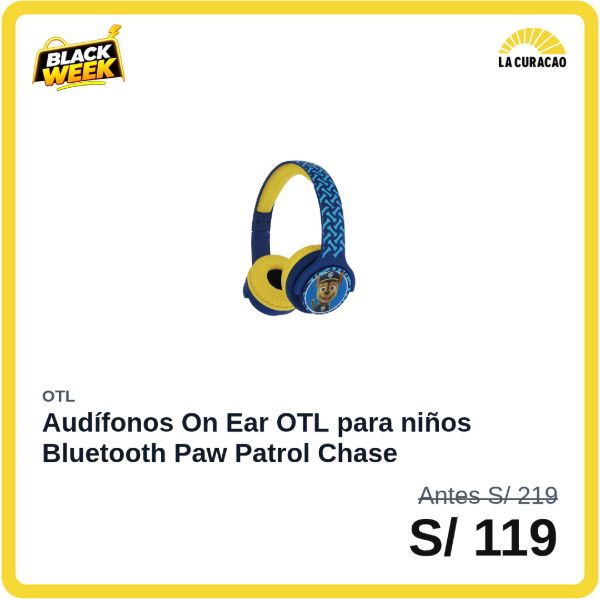 BLACK
WEEK
LA CURACAO
OTL
Audífonos On Ear OTL para niños
Bluetooth Paw Patrol Chase
Antes S/ 219
S/ 119